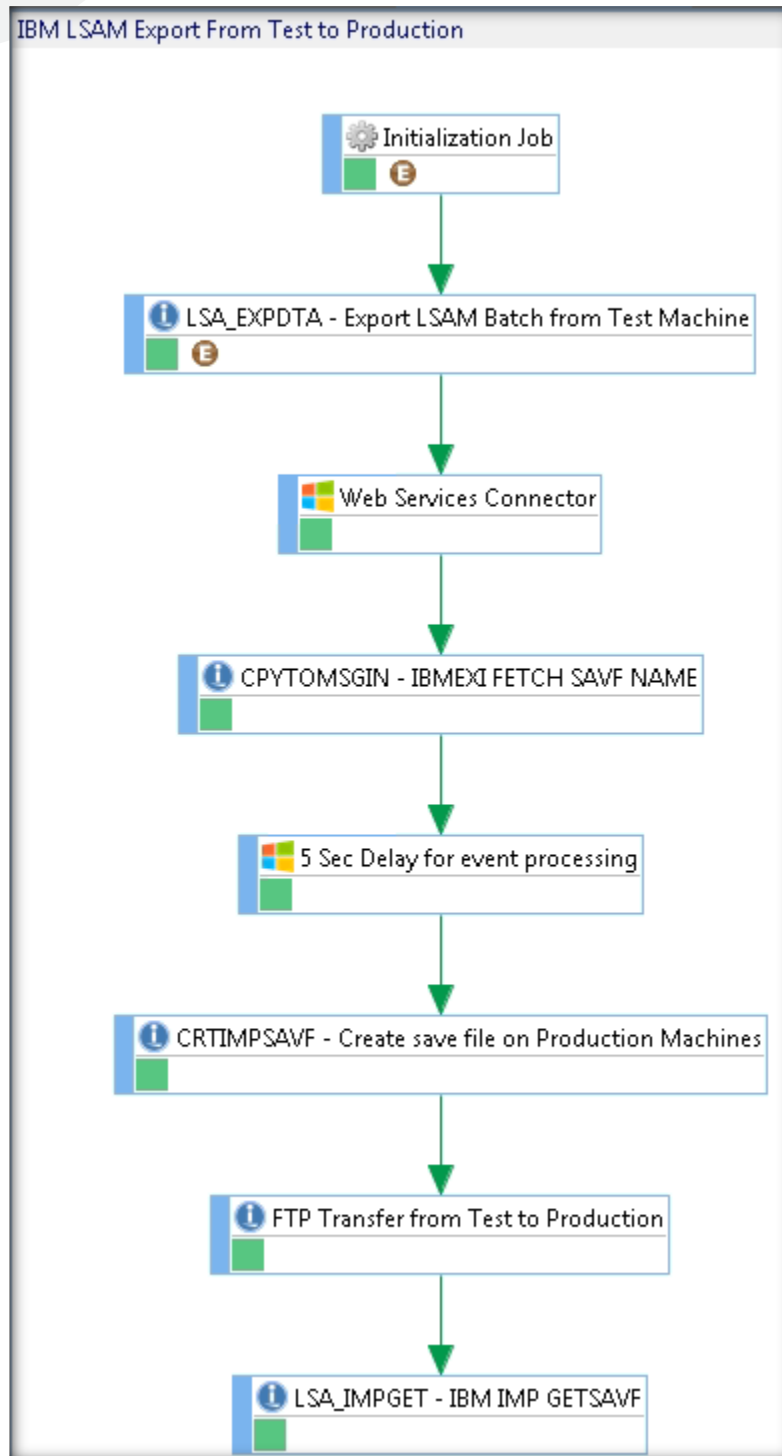 IBM LSAM Export From Test to Production
Initialization Job
E
LSA_EXPDTA - Export LSAM Batch from Test Machine
E
Web Services Connector
CPYTOMSGIN - IBMEXI FETCH SAVF NAME
5 Sec Delay for event processing
CRTIMPSAVF - Create save file on Production Machines
FTP Transfer from Test to Production
LSA_IMPGET - IBM IMP GETSAVF